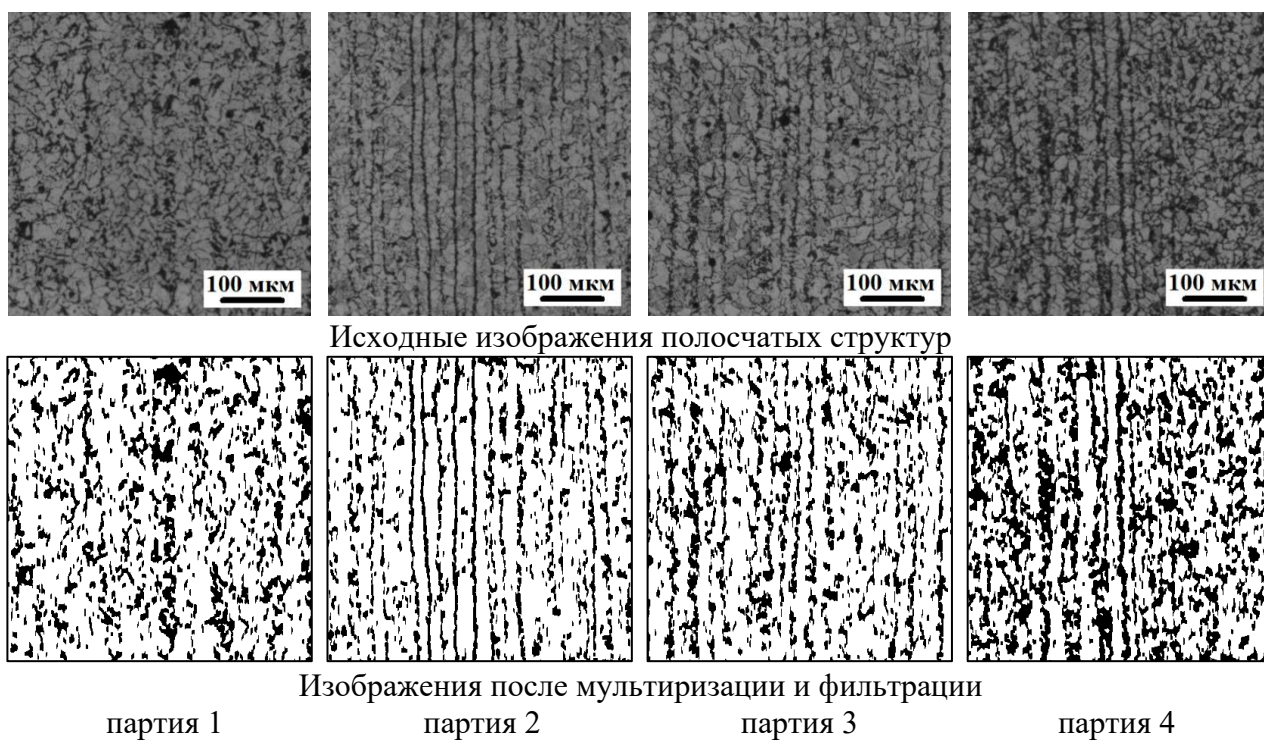 100 мкм 100 мкм 100 мкм 100 мкм
Исходные изображения полосчатых структур
Изображения после мультиризации и фильтрации
партия 1 партия 2 партия 3 партия 4